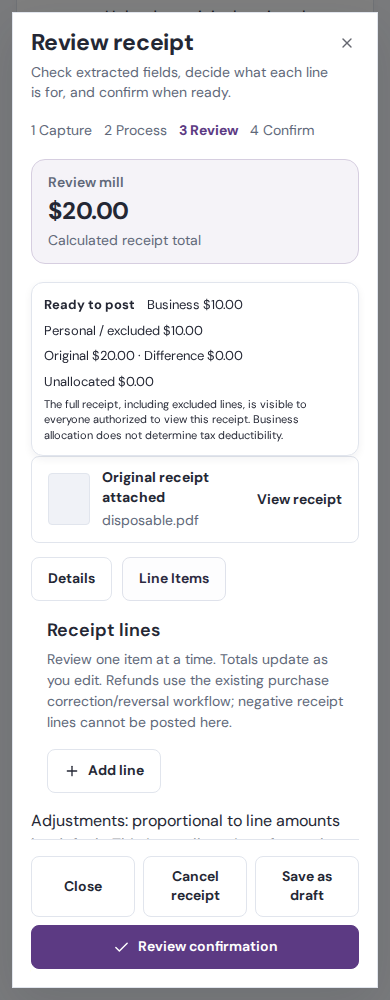 Review receipt
Check extracted fields, decide what each line
is for, and confirm when ready.
1 Capture 2 Process 3 Review 4 Confirm
Review mill
$20.00
Calculated receipt total
Ready to post Business $10.00
Personal / excluded $10.00
Original $20.00 · Difference $0.00
Unallocated $0.00
The full receipt, including excluded lines, is visible to
everyone authorized to view this receipt. Business
allocation does not determine tax deductibility.
Original receipt
attached
disposable.pdf
View receipt
Details
Line Items
Receipt lines
Review one item at a time. Totals update as
you edit. Refunds use the existing purchase
correction/reversal workflow; negative receipt
lines cannot be posted here.
Add line
Adjustments: proportional to line amounts
Close
Cancel
receipt
Save as
draft
Review confirmation